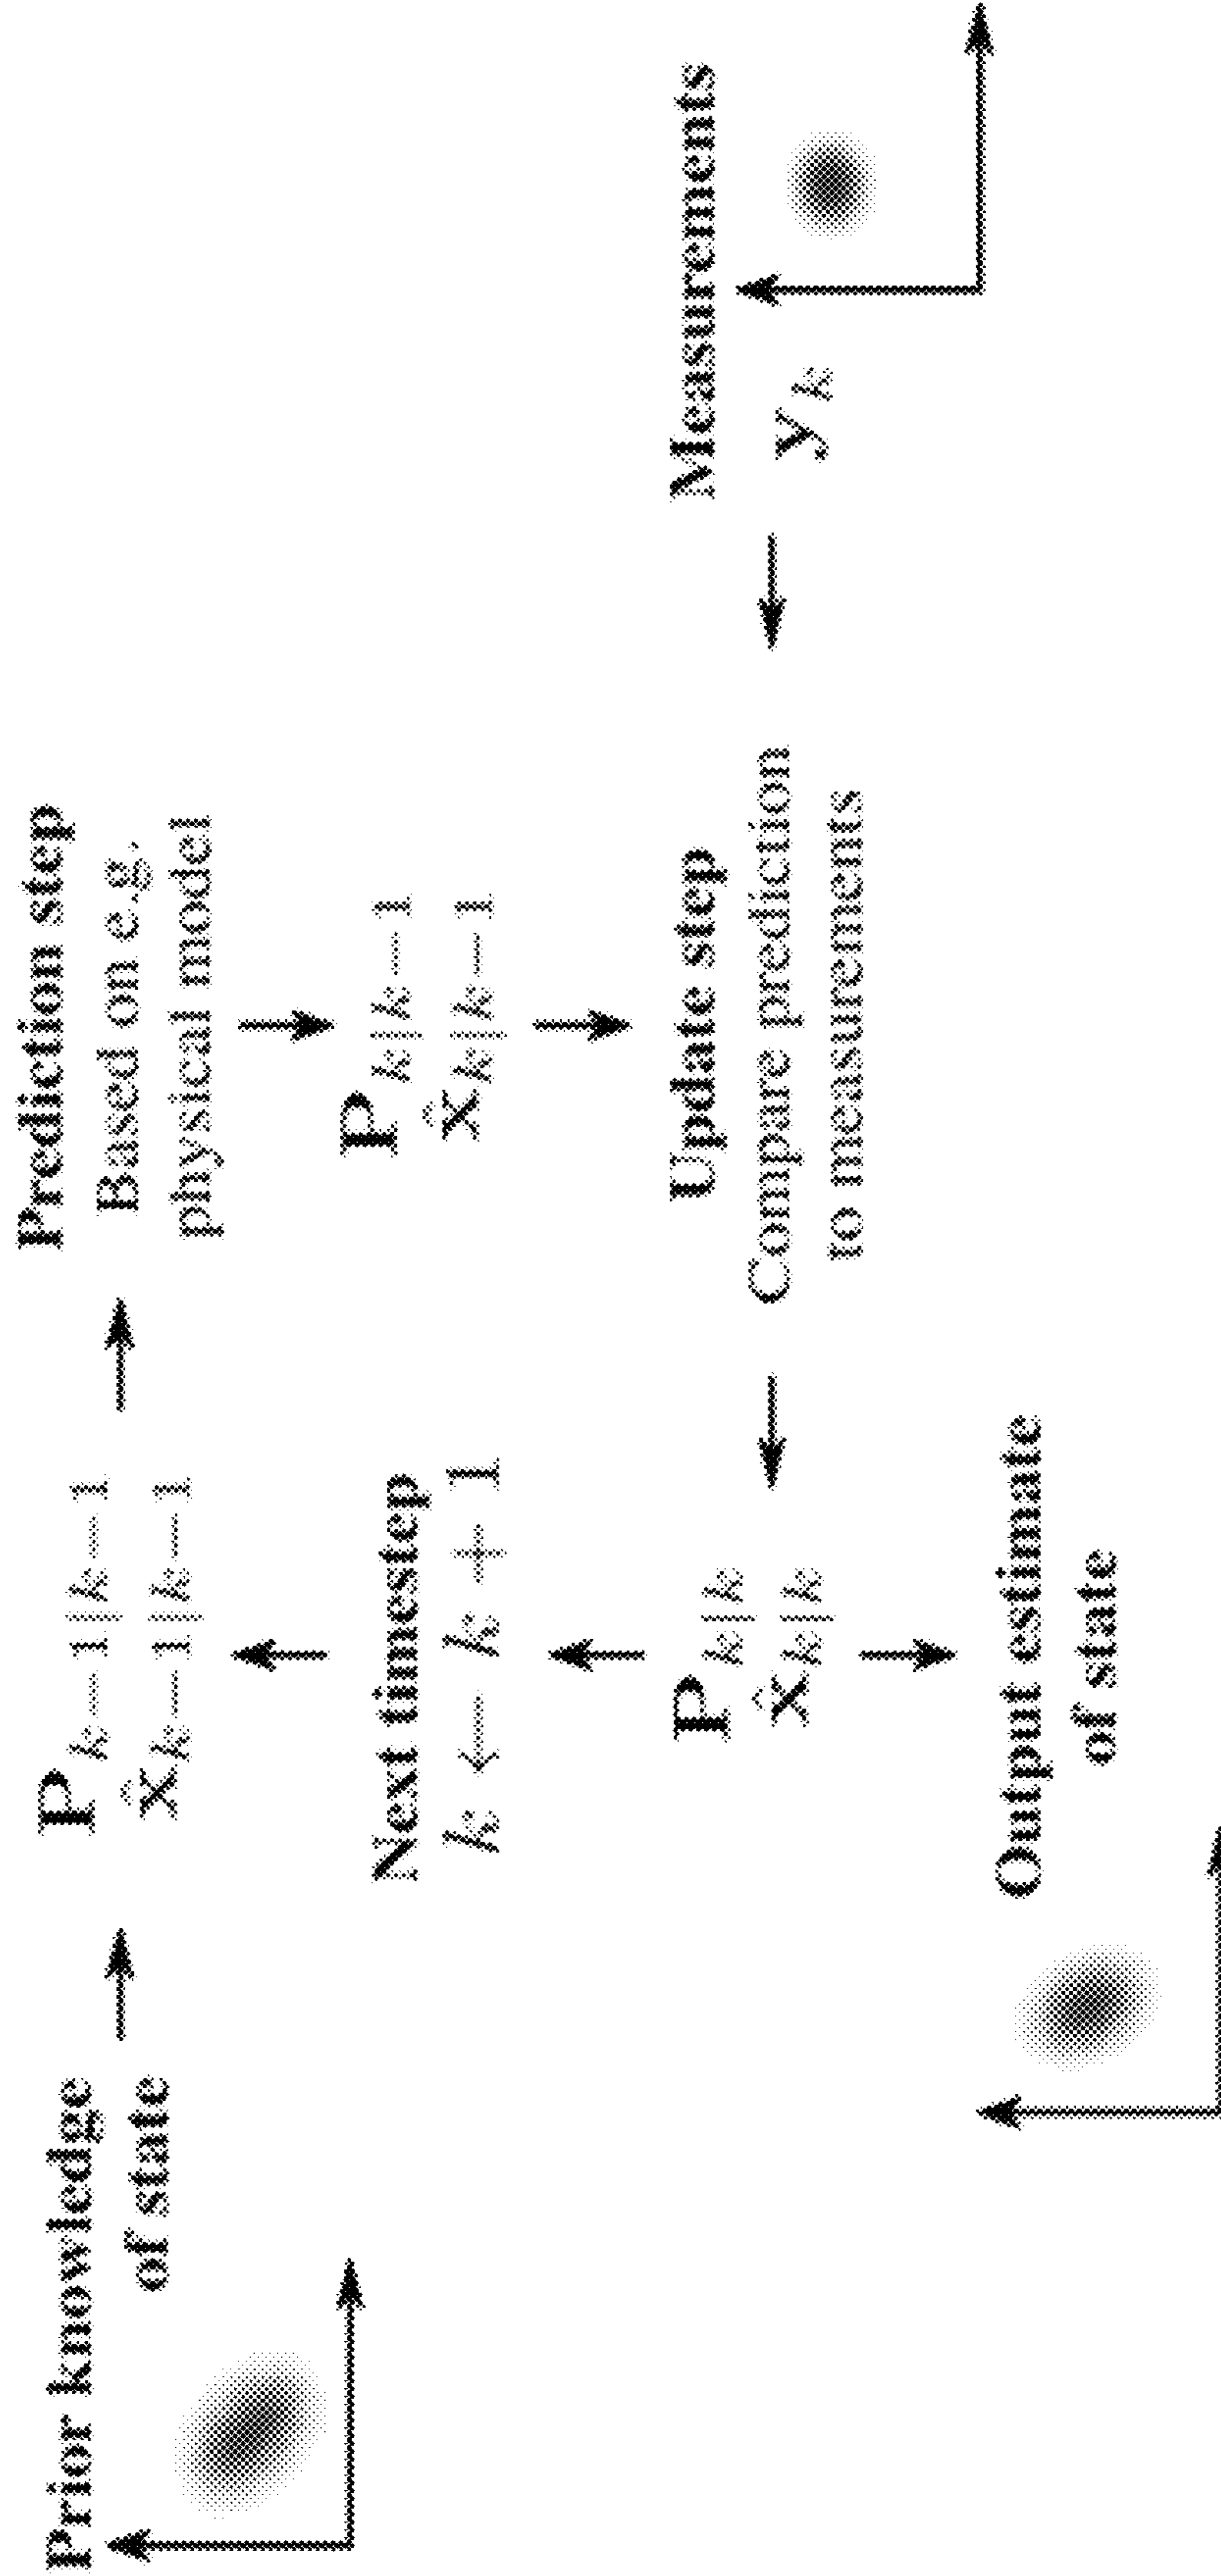 Prior knowledge
of state
P_{k−1|k−1}
x̂_{k−1|k−1}
Prediction step
Based on e.g.
physical model
Next timestep
k ← k + 1
P_{k|k−1}
x̂_{k|k−1}
P_{k|k}
x̂_{k|k}
Update step
Compare prediction
to measurements
Measurements
y_k
Output estimate
of state